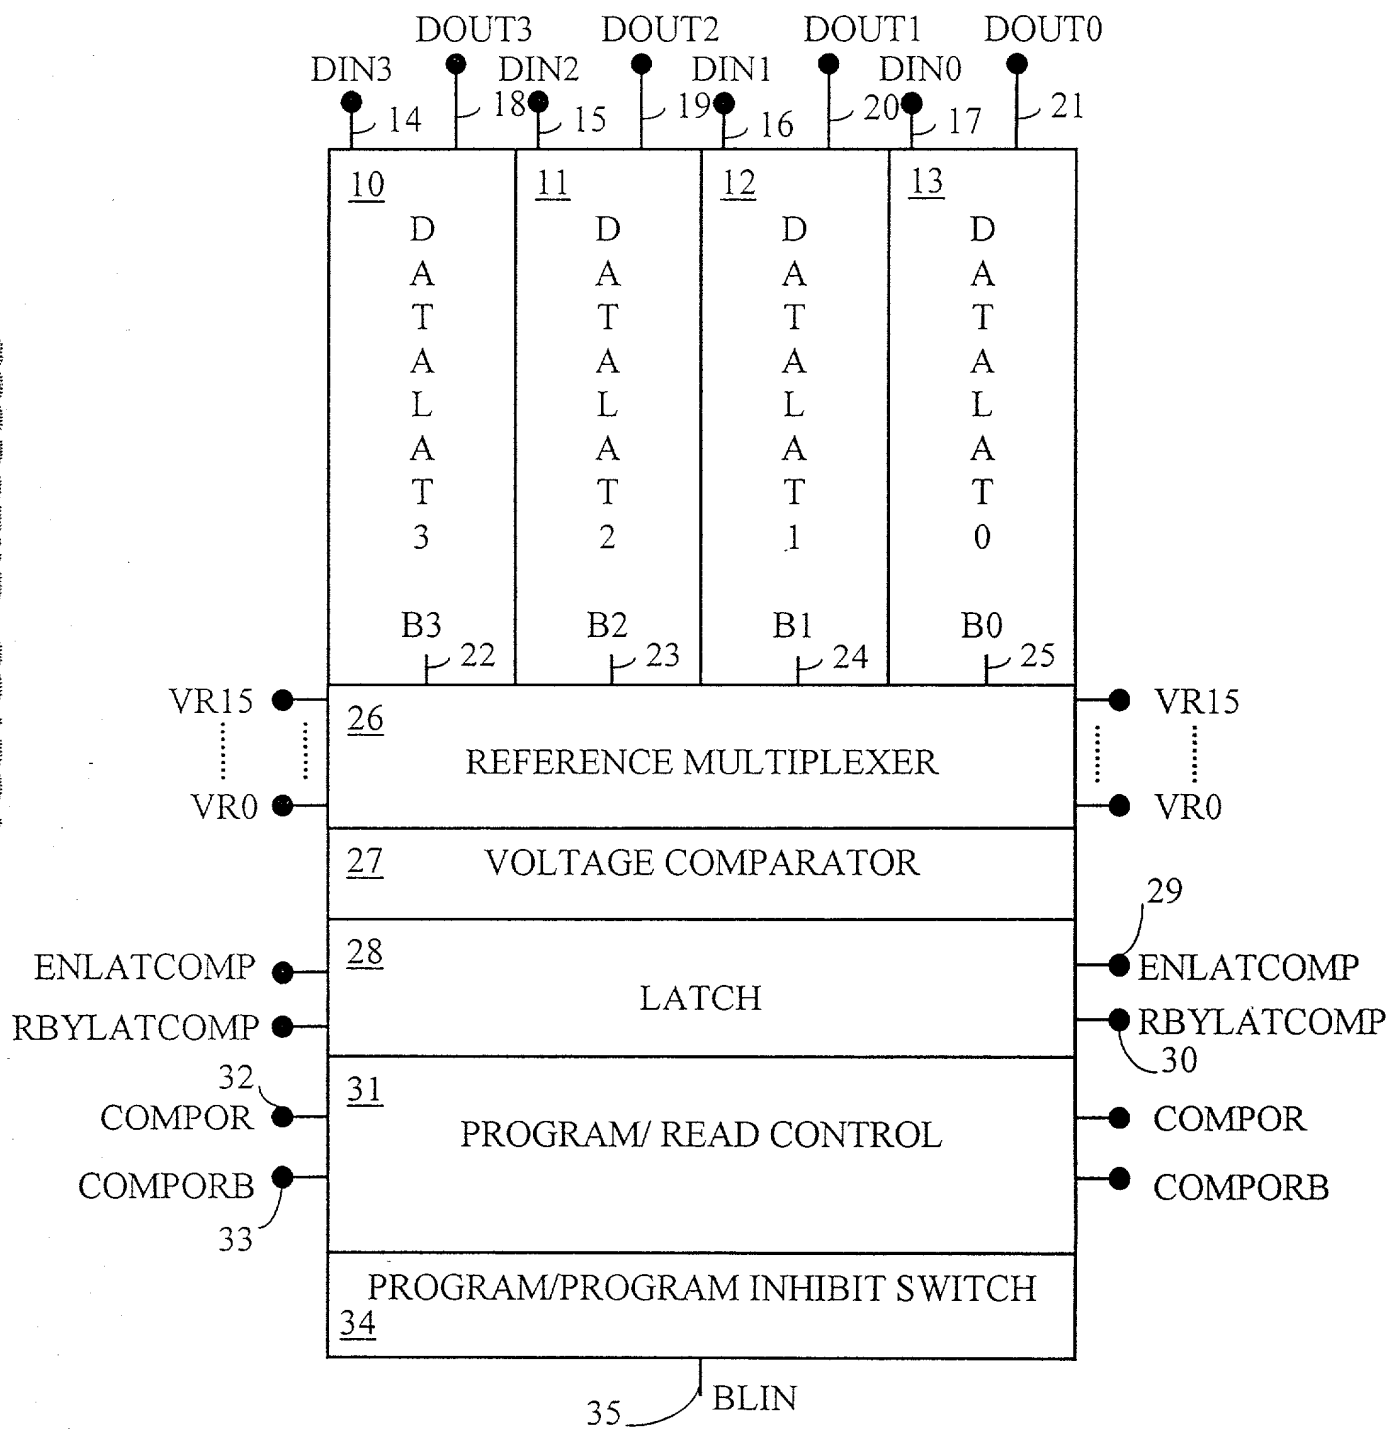 DOUT3 DOUT2 DOUT1 DOUT0
DIN3 DIN2 DIN1 DIN0
14 18 15 19 16 20 17 21
10 11 12 13
D D D D
A A A A
T T T T
A A A A
L L L L
A A A A
T T T T
3 2 1 0
B3 B2 B1 B0
22 23 24 25
VR15 VR15
26
REFERENCE MULTIPLEXER
VR0 VR0
27 VOLTAGE COMPARATOR
29
28
ENLATCOMP ENLATCOMP
LATCH
RBYLATCOMP RBYLATCOMP
30
32
31
COMPOR COMPOR
PROGRAM/ READ CONTROL
COMPORB COMPORB
33
PROGRAM/PROGRAM INHIBIT SWITCH
34
35 BLIN